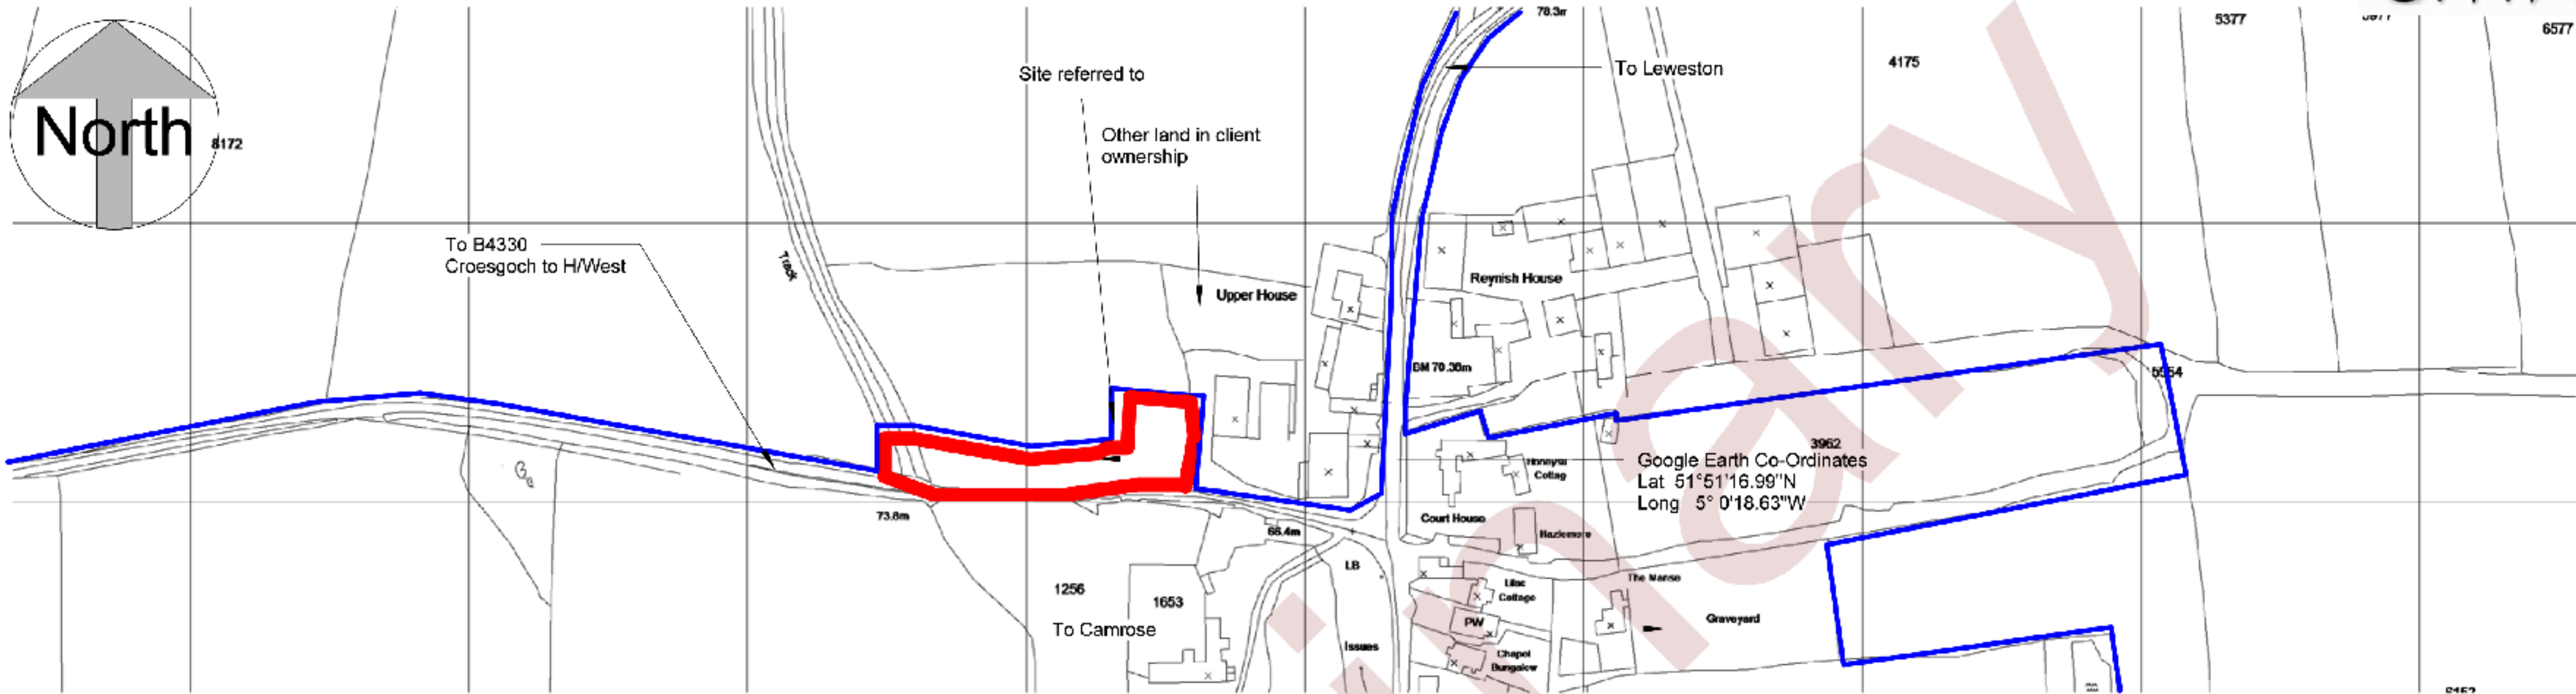 78.3m
5377
6577
Site referred to
To Leweston
4175
Other land in client
ownership
North
8172
To B4330
Croesgoch to H/West
Track
Upper House
Reynish House
BM 70.38m
3962
Google Earth Co-Ordinates
Lat 51°51'16.99"N
Long 5° 0'18.63"W
Court House
Hazlemere
73.8m
66.4m
LB
1256
1653
To Camrose
Lilac
Cottage
The Manse
Graveyard
PW
Issues
Chapel
Bungalow
inary